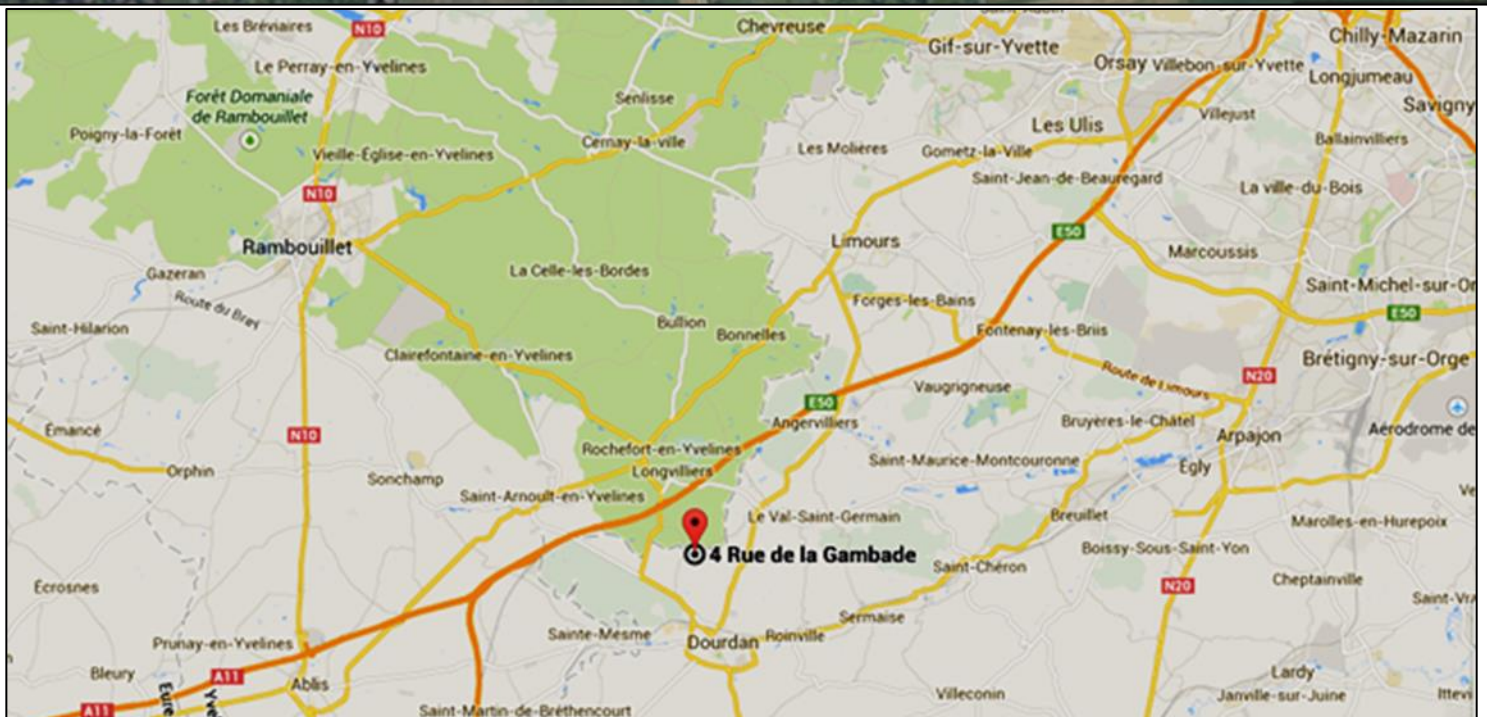 Les Bréviaires
N10
Chevreuse
Gif-sur-Yvette
Chilly-Mazarin
Le Perray-en-Yvelines
Orsay
Villebon-sur-Yvette
Longjumeau
Forêt Domaniale
de Rambouillet
Senlisse
Savigny
Villejust
Poigny-la-Forêt
Cernay-la-ville
Les Ulis
Ballainvilliers
Vieille-Église-en-Yvelines
Les Molières
Gometz-la-Ville
Saint-Jean-de-Beauregard
La ville-du-Bois
N10
E50
Rambouillet
Limours
Marcoussis
Gazeran
La Celle-les-Bordes
Saint-Michel-sur-Or
Route du Bray
Forges-les-Bains
E50
Saint-Hilarion
Bullion
Bonnelles
Fontenay-les-Briis
Clairefontaine-en-Yvelines
Brétigny-sur-Orge
Route de Limours
N20
Vaugrigneuse
E50
Angervilliers
Bruyères-le-Châtel
Émancé
N10
Arpajon
Aérodrome de
Rochefort-en-Yvelines
Orphin
Longvilliers
Saint-Maurice-Montcouronne
Égly
Sonchamp
Saint-Arnoult-en-Yvelines
Ve
Le Val-Saint-Germain
Breuillet
Marolles-en-Hurepoix
4 Rue de la Gambade
Boissy-Sous-Saint-Yon
Saint-Chéron
Écrosnes
N20
Cheptainville
Saint-Vra
Sermaise
Prunay-en-Yvelines
Sainte-Mesme
Dourdan
Roinville
Bleury
A11
Ablis
Lardy
Eure
Yve
Villeconin
Janville-sur-Juine
Ittevi
A11
Saint-Martin-de-Bréthencourt